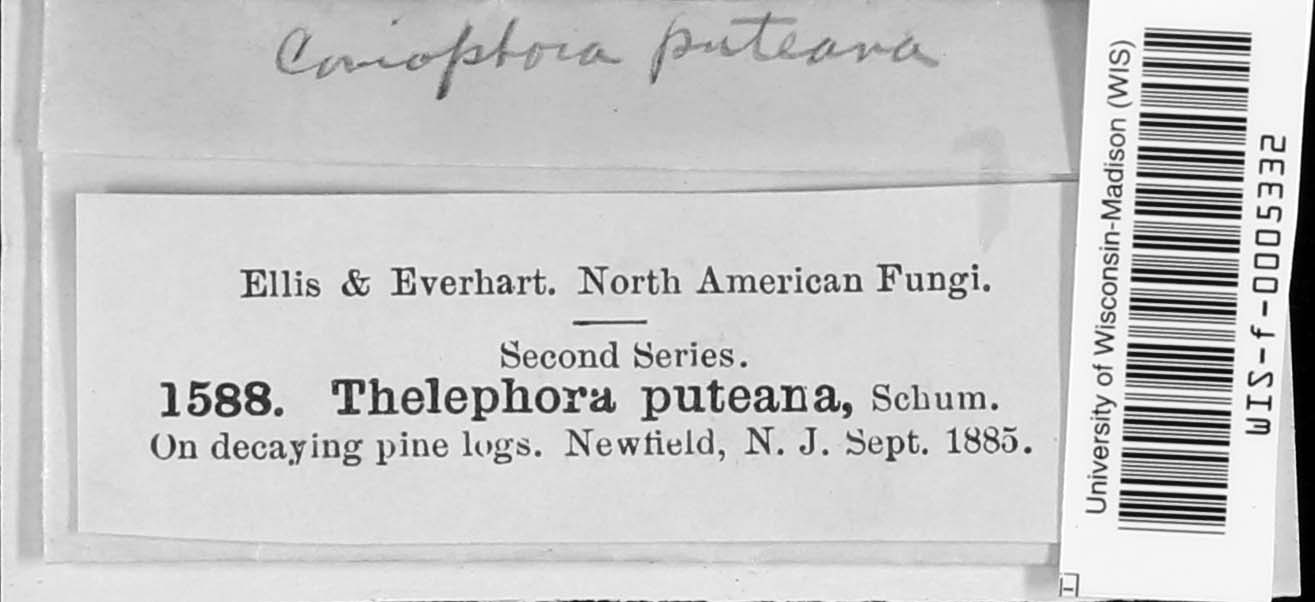 Coniophora puteana
Ellis & Everhart. North American Fungi.
Second Series.
1588. Thelephora puteana, Schum.
On decaying pine logs. Newfield, N. J. Sept. 1885.
University of Wisconsin-Madison (WIS)
WIS-f-0005332